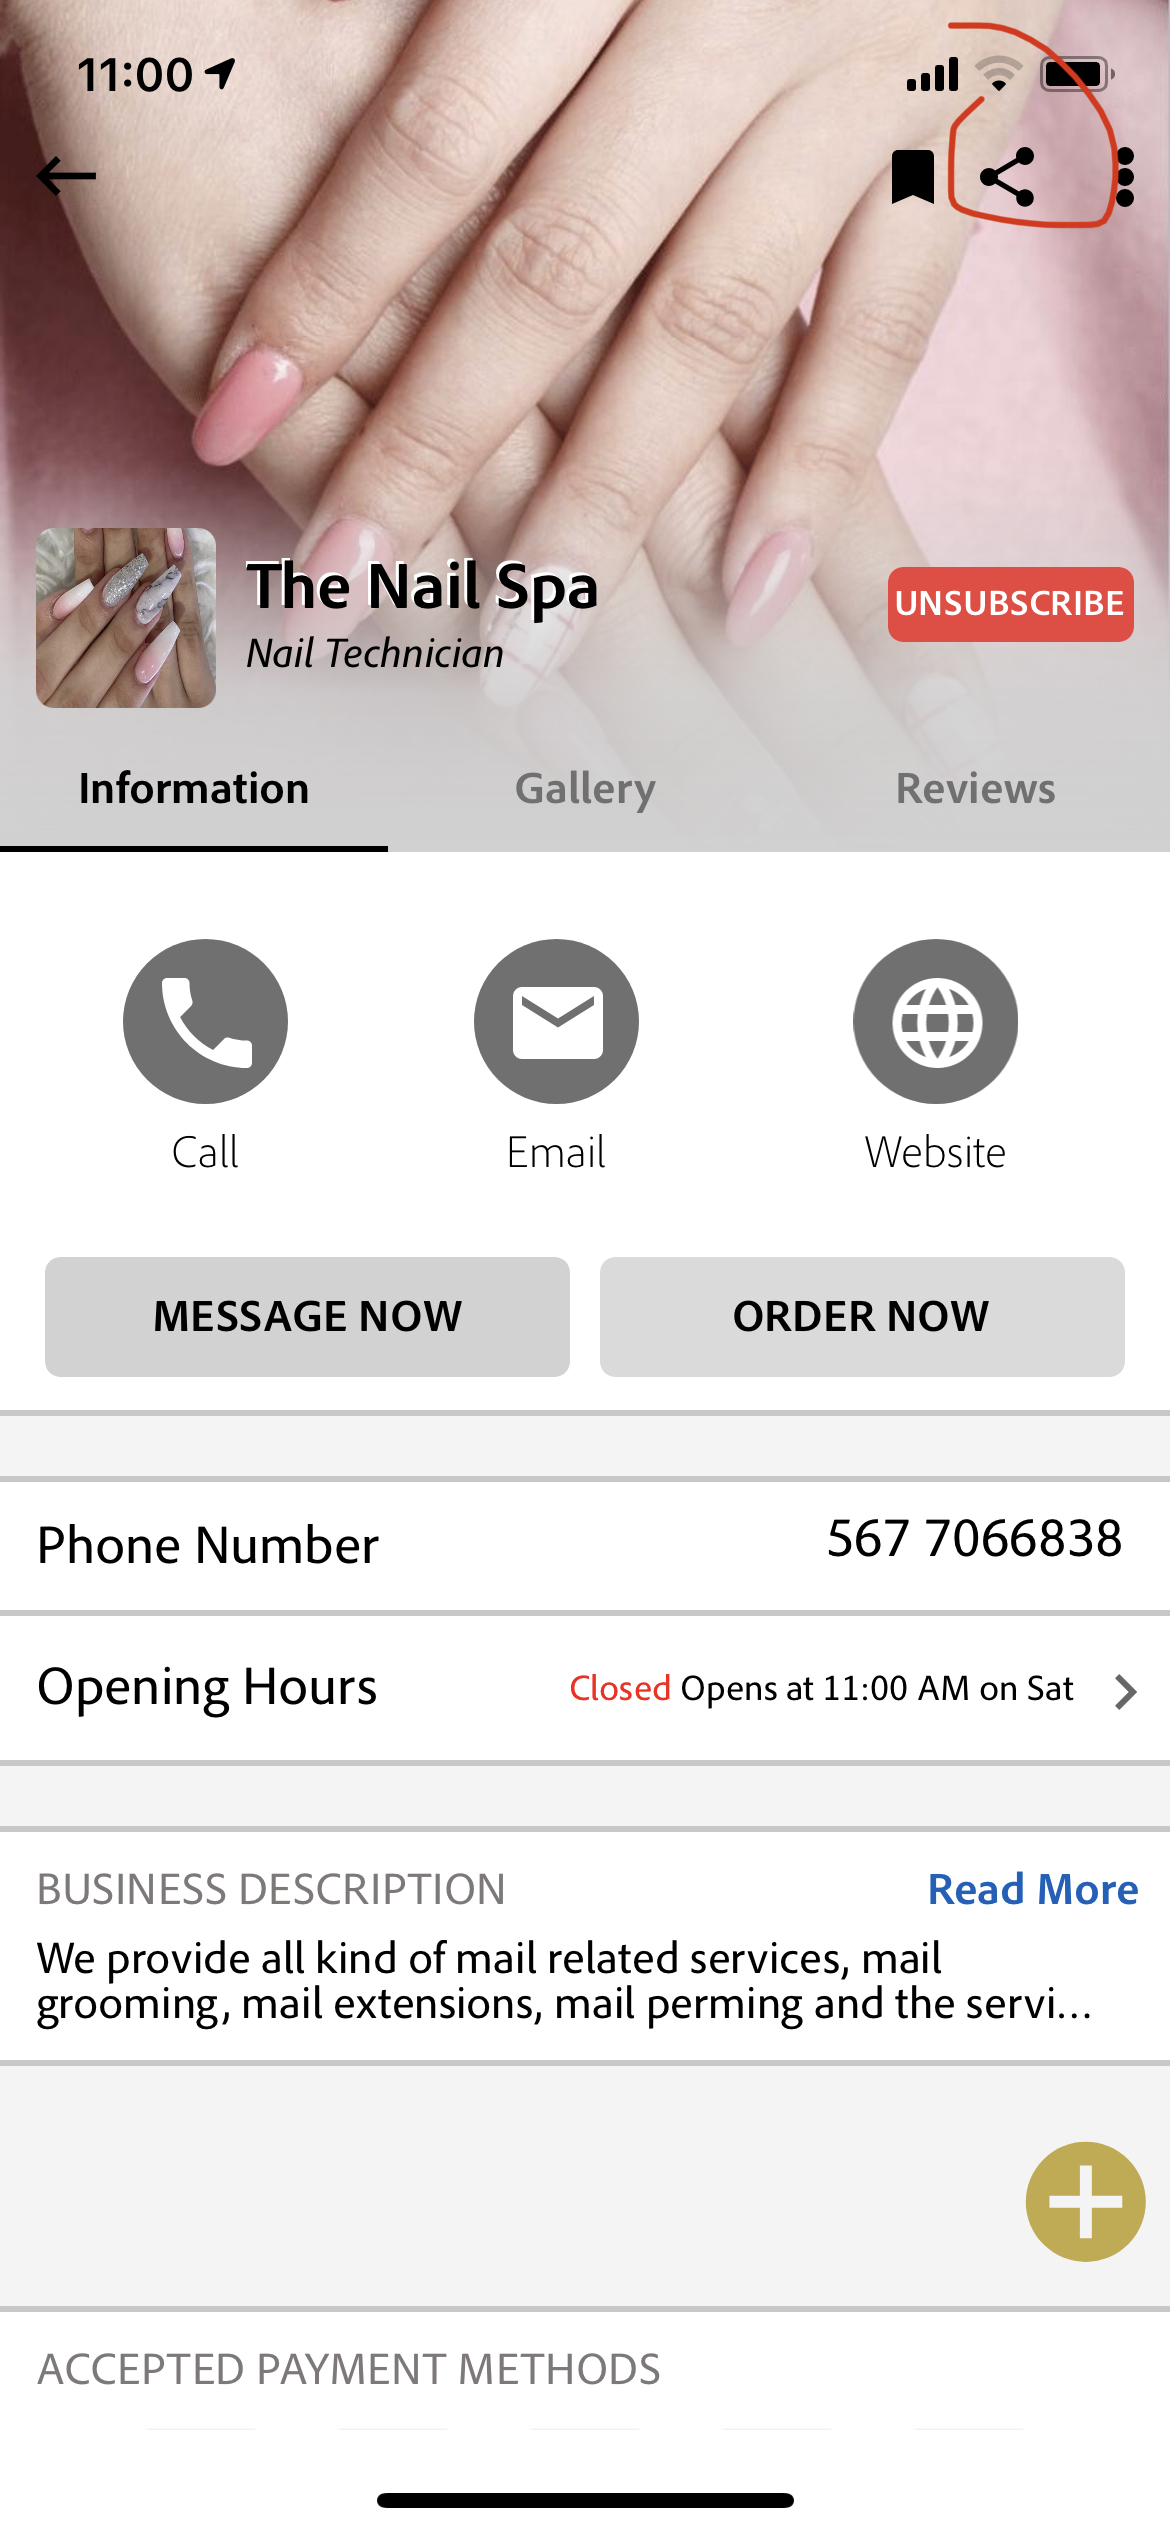 11:00
The Nail Spa
Nail Technician
UNSUBSCRIBE
Information Gallery Reviews
Call Email Website
MESSAGE NOW ORDER NOW
Phone Number 567 7066838
Opening Hours Closed Opens at 11:00 AM on Sat
BUSINESS DESCRIPTION Read More
We provide all kind of mail related services, mail
grooming, mail extensions, mail perming and the servi...
ACCEPTED PAYMENT METHODS